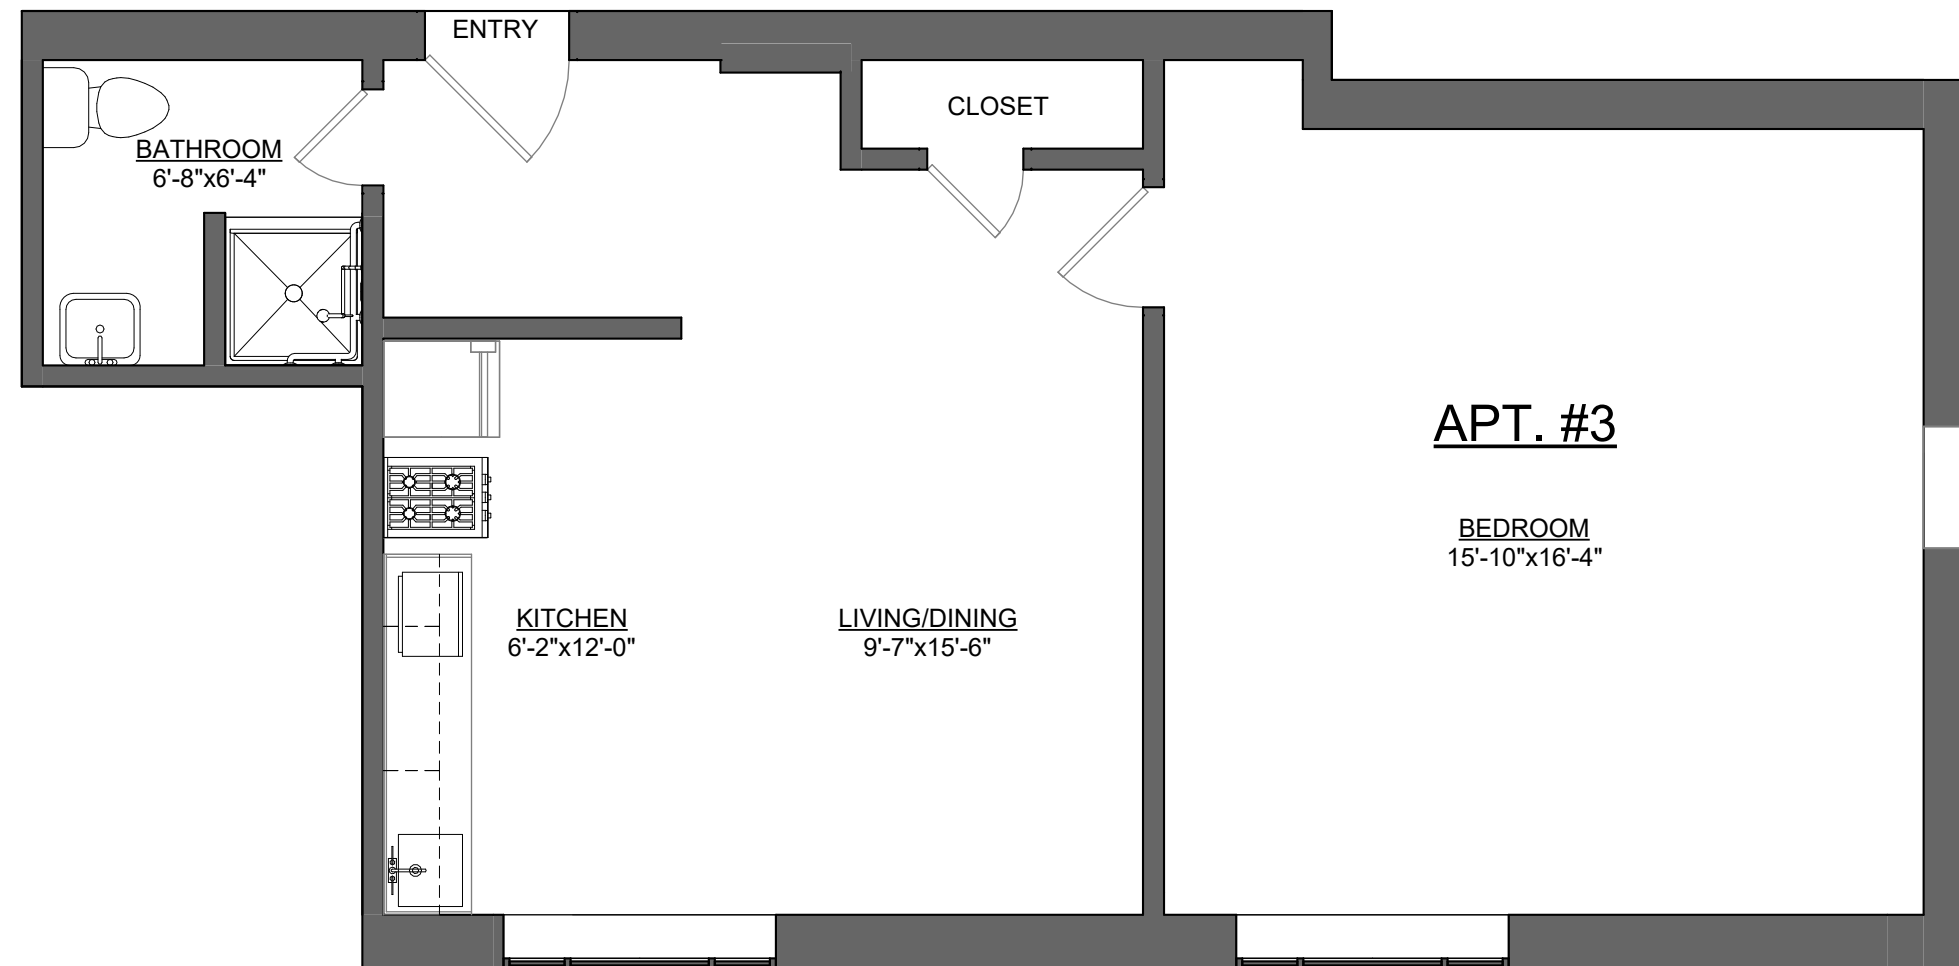 ENTRY
CLOSET
BATHROOM
6'-8"x6'-4"
APT. #3
BEDROOM
15'-10"x16'-4"
KITCHEN
6'-2"x12'-0"
LIVING/DINING
9'-7"x15'-6"